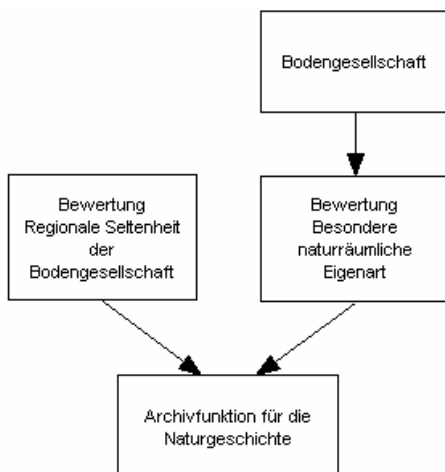 Bodengesellschaft
Bewertung
Regionale Seltenheit
der
Bodengesellschaft
Bewertung
Besondere
naturräumliche
Eigenart
Archivfunktion für die
Naturgeschichte